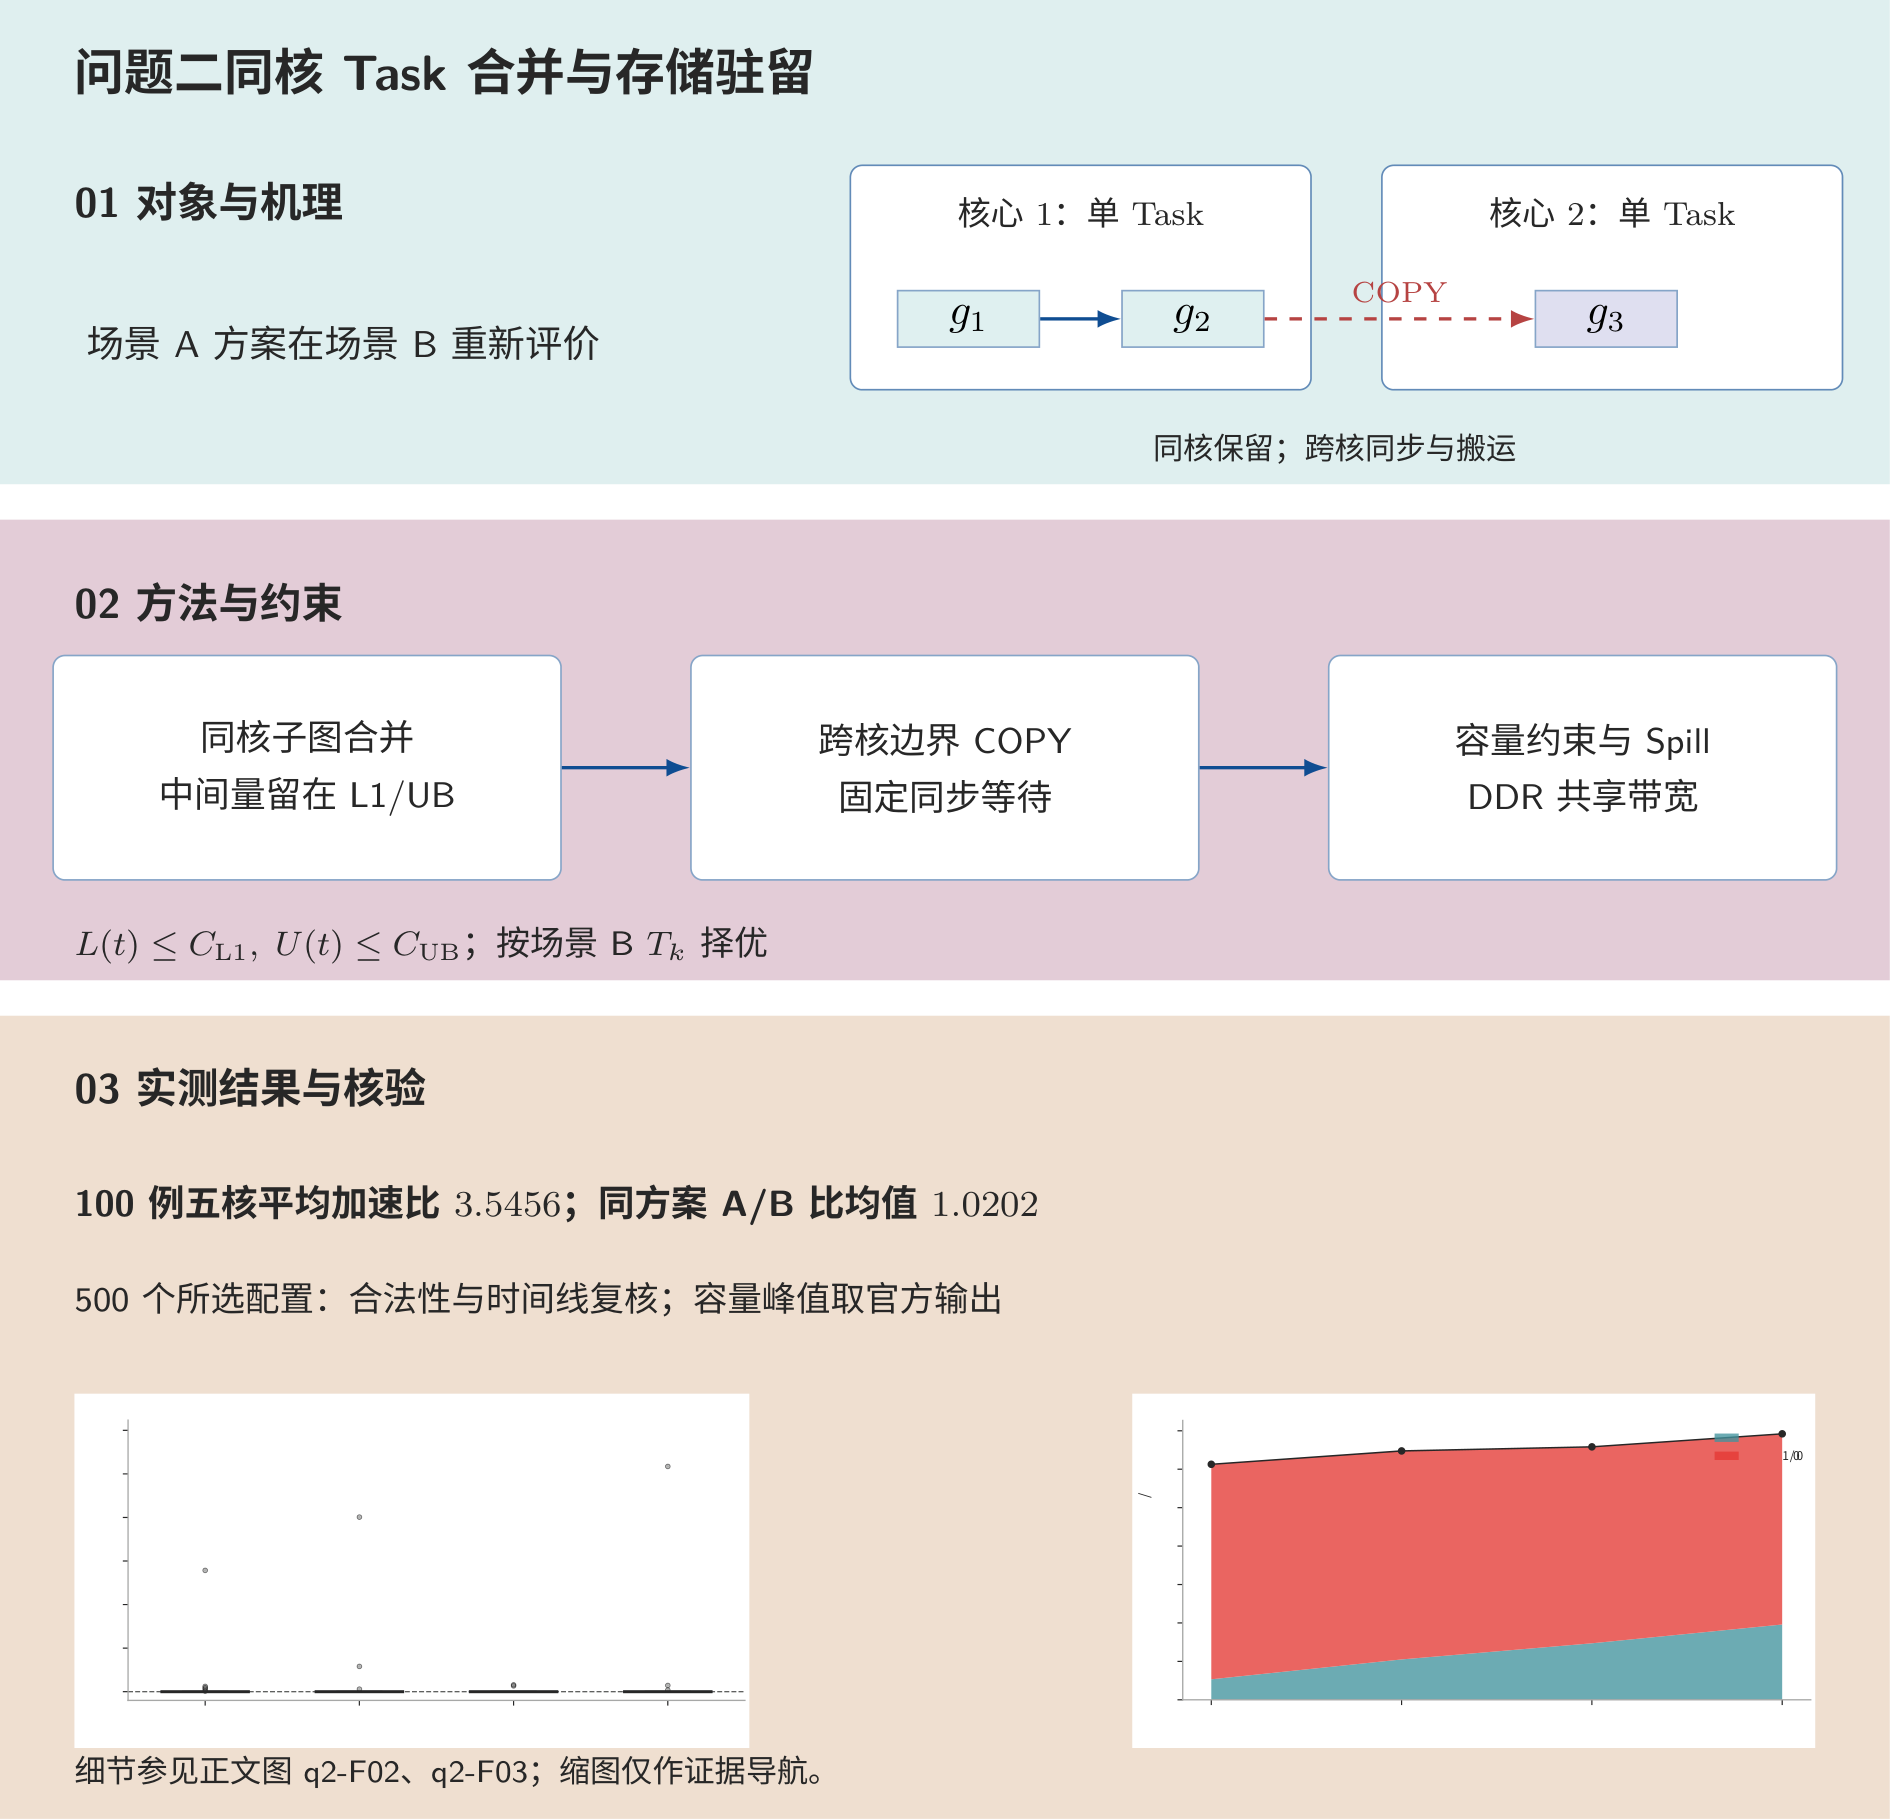 问题二同核 Task 合并与存储驻留
01 对象与机理
场景 A 方案在场景 B 重新评价
核心 1：单 Task
核心 2：单 Task
g₁
g₂
COPY
g₃
同核保留；跨核同步与搬运
02 方法与约束
同核子图合并
中间量留在 L1/UB
跨核边界 COPY
固定同步等待
容量约束与 Spill
DDR 共享带宽
L(t) ≤ C_L1, U(t) ≤ C_UB；按场景 B T_k 择优
03 实测结果与核验
100 例五核平均加速比 3.5456；同方案 A/B 比均值 1.0202
500 个所选配置：合法性与时间线复核；容量峰值取官方输出
/
细节参见正文图 q2-F02、q2-F03；缩图仅作证据导航。